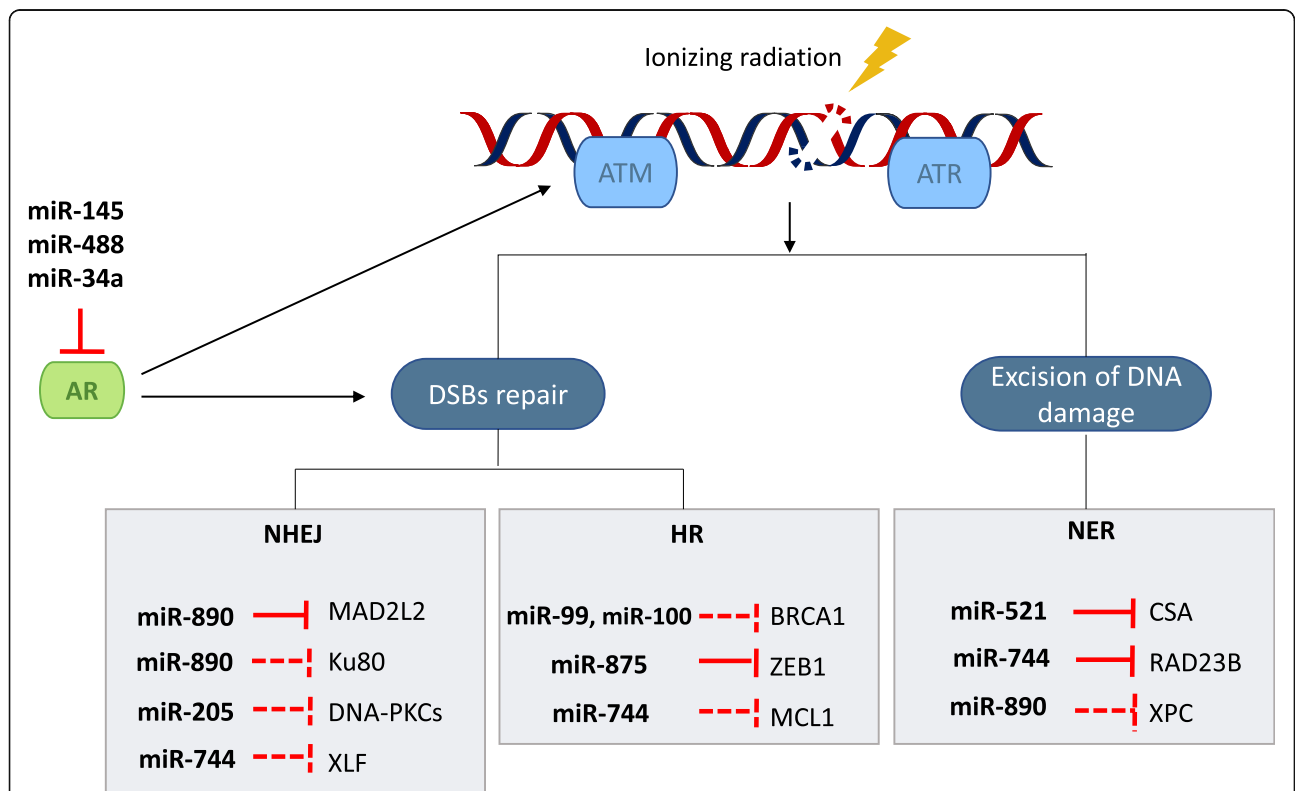 Ionizing radiation
ATM
ATR
miR-145
miR-488
miR-34a
AR
DSBs repair
Excision of DNA
damage
NHEJ
miR-890 MAD2L2
miR-890 Ku80
miR-205 DNA-PKCs
miR-744 XLF
HR
miR-99, miR-100 BRCA1
miR-875 ZEB1
miR-744 MCL1
NER
miR-521 CSA
miR-744 RAD23B
miR-890 XPC